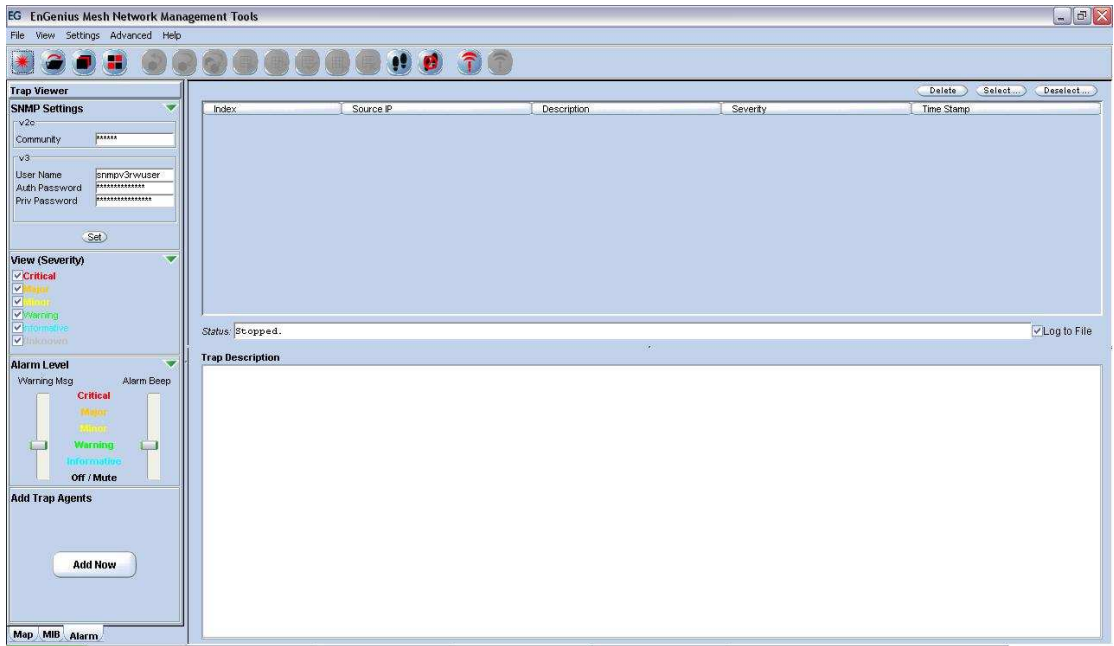 EG EnGenius Mesh Network Management Tools
File View Settings Advanced Help
Trap Viewer
SNMP Settings
v2c
Community ******
v3
User Name snmpv3rwuser
Auth Password **************
Priv Password ****************
Set
View (Severity)
Critical
Major
Minor
Warning
Informative
Unknown
Alarm Level
Warning Msg Alarm Beep
Critical
Major
Minor
Warning
Informative
Off / Mute
Add Trap Agents
Add Now
Map MIB Alarm
Delete Select... Deselect...
Index Source IP Description Severity Time Stamp
Status: Stopped. Log to File
Trap Description